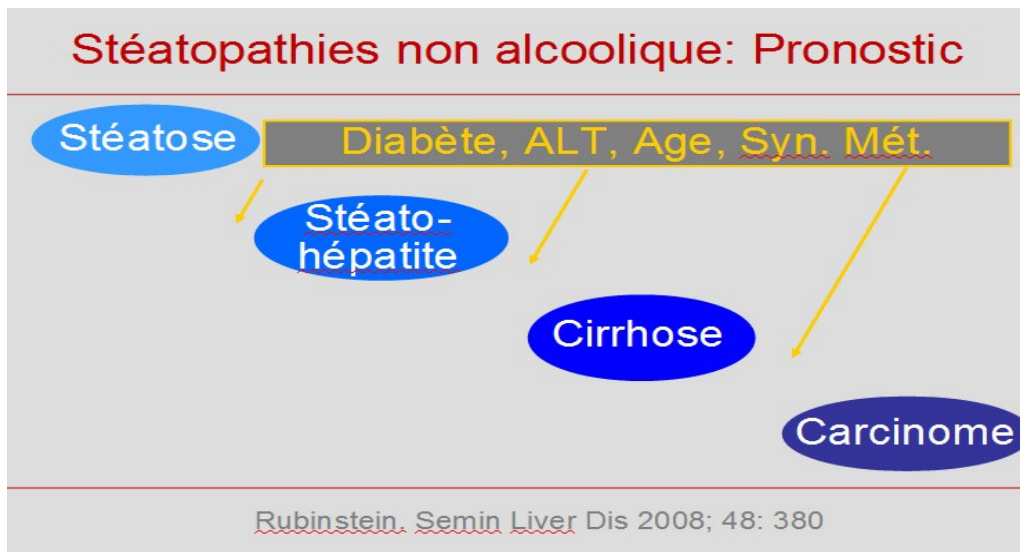 Stéatopathies non alcoolique: Pronostic
Stéatose
Diabète, ALT, Age, Syn. Mét.
Stéato-
hépatite
Cirrhose
Carcinome
Rubinstein. Semin Liver Dis 2008; 48: 380